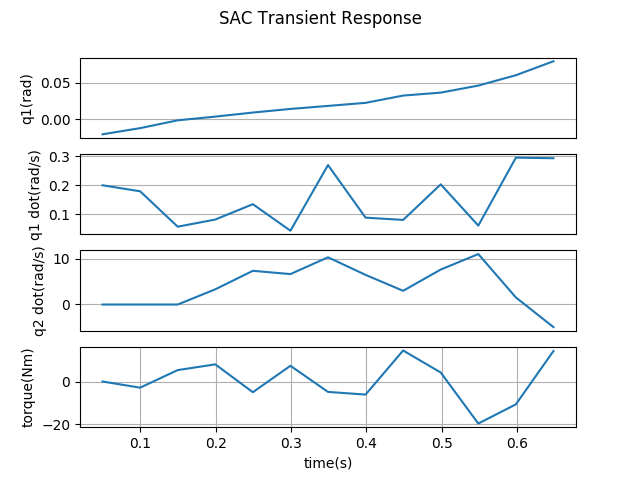 SAC Transient Response
q1(rad)
0.05
0.00
q1 dot(rad/s)
0.3
0.2
0.1
q2 dot(rad/s)
10
0
torque(Nm)
0
−20
0.1 0.2 0.3 0.4 0.5 0.6
time(s)